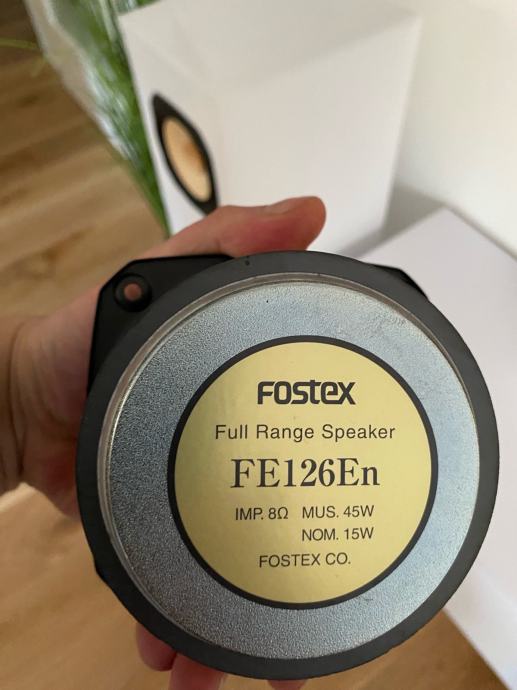 Fostex
Full Range Speaker
FE126En
IMP. 8Ω MUS. 45W
NOM. 15W
FOSTEX CO.